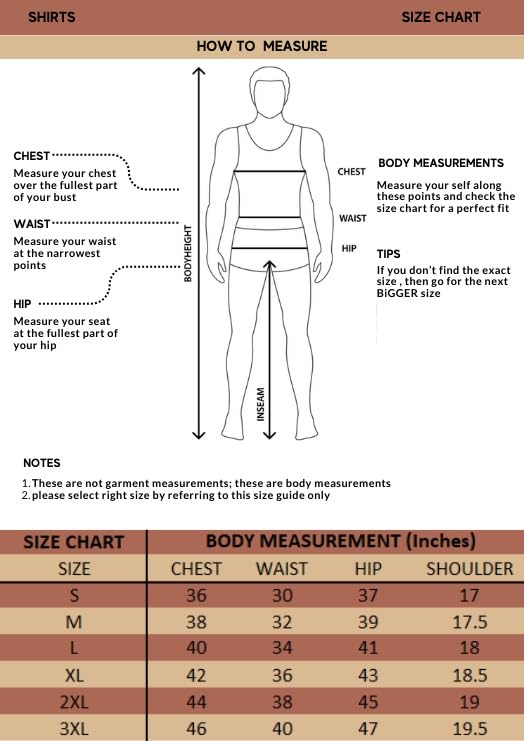 SHIRTS
SIZE CHART
HOW TO MEASURE
CHEST
Measure your chest
over the fullest part
of your bust
WAIST
Measure your waist
at the narrowest
points
HIP
Measure your seat
at the fullest part of
your hip
BODYHEIGHT
INSEAM
CHEST
WAIST
HIP
BODY MEASUREMENTS
Measure your self along
these points and check the
size chart for a perfect fit
TIPS
If you don't find the exact
size , then go for the next
BiGGER size
NOTES
1. These are not garment measurements; these are body measurements
2. please select right size by referring to this size guide only
SIZE CHART BODY MEASUREMENT (Inches)
SIZE CHEST WAIST HIP SHOULDER
S 36 30 37 17
M 38 32 39 17.5
L 40 34 41 18
XL 42 36 43 18.5
2XL 44 38 45 19
3XL 46 40 47 19.5